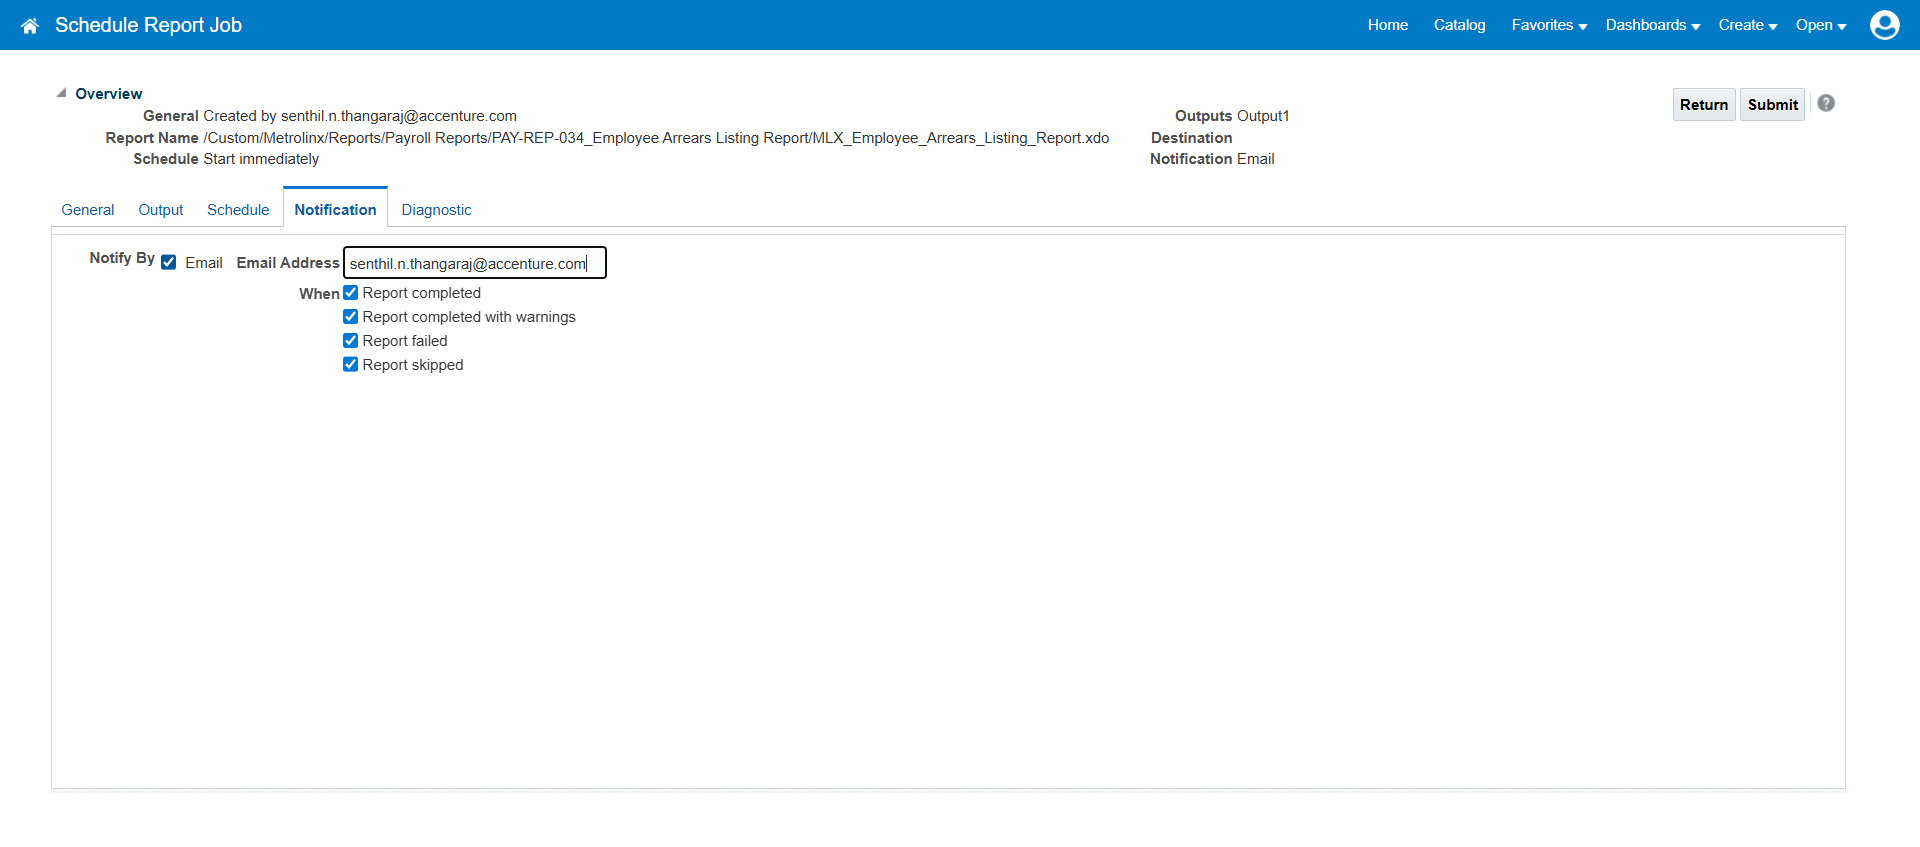 Schedule Report Job
Home Catalog Favorites Dashboards Create Open
Overview
General Created by senthil.n.thangaraj@accenture.com
Report Name /Custom/Metrolinx/Reports/Payroll Reports/PAY-REP-034_Employee Arrears Listing Report/MLX_Employee_Arrears_Listing_Report.xdo
Schedule Start immediately
Outputs Output1
Destination
Notification Email
Return Submit ?
General Output Schedule Notification Diagnostic
Notify By Email Email Address senthil.n.thangaraj@accenture.com
When Report completed
Report completed with warnings
Report failed
Report skipped